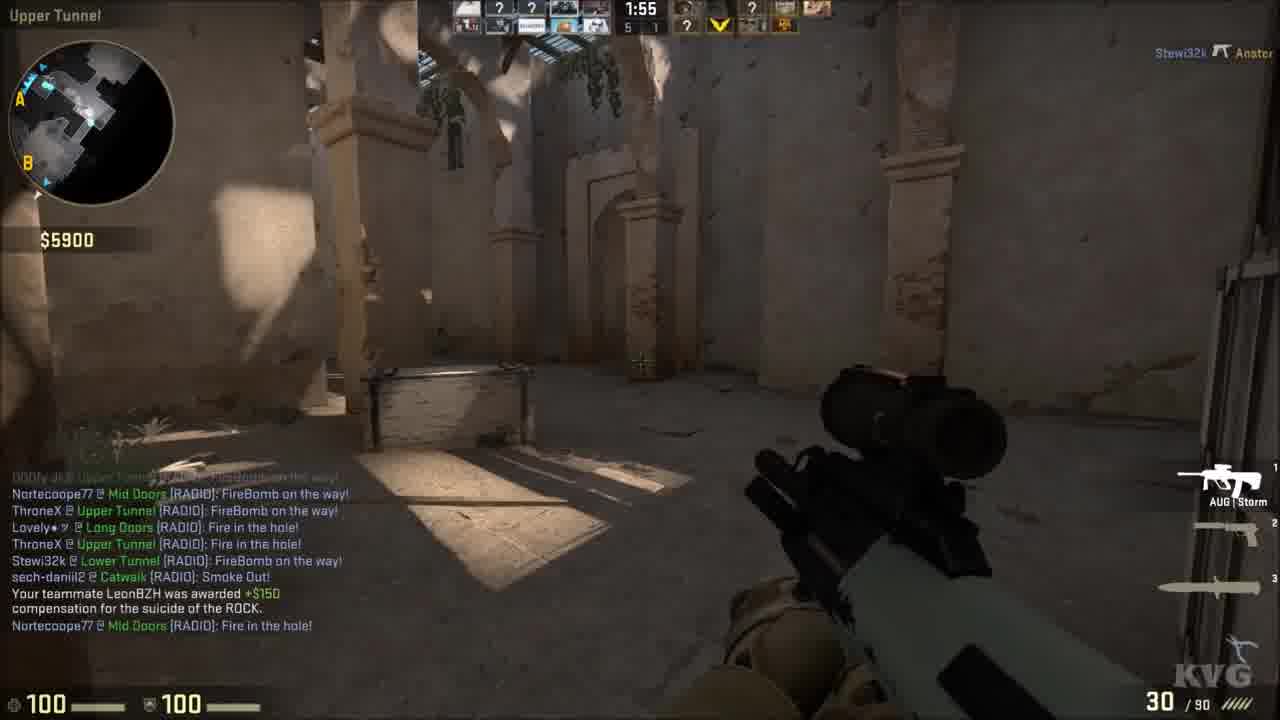 Upper Tunnel
? ? 1:55 ?
5 1 ?
Stewi32k Anster
A
B
$5900
Upper Tunnel
Nortecoope77 @ Mid Doors (RADIO): FireBomb on the way!
ThroneX @ Upper Tunnel (RADIO): FireBomb on the way!
Lovely●ツ @ Long Doors (RADIO): Fire in the hole!
ThroneX @ Upper Tunnel (RADIO): Fire in the hole!
Stewi32k @ Lower Tunnel (RADIO): FireBomb on the way!
sech-daniil2 @ Catwalk (RADIO): Smoke Out!
Your teammate LeonBZH was awarded +$150
compensation for the suicide of the ROCK.
Nortecoope77 @ Mid Doors (RADIO): Fire in the hole!
1
AUG | Storm
2
3
KVG
100 100
30 / 90